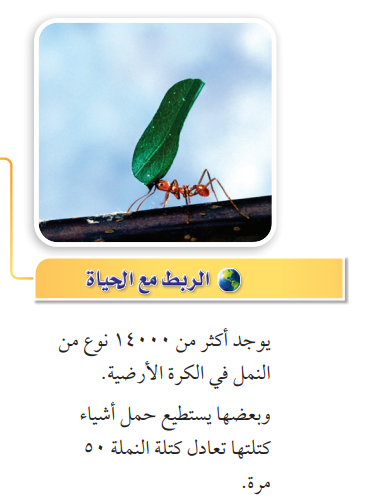 الربط مع الحياة
يوجد أكثر من ١٤٠٠٠ نوع من
النمل في الكرة الأرضية.
وبعضها يستطيع حمل أشياء
كتلتها تعادل كتلة النملة ٥٠
مرة.